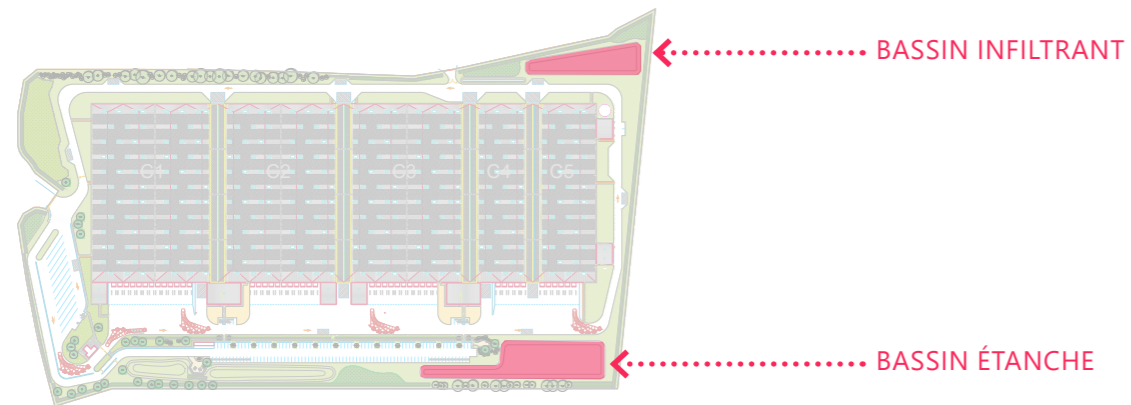 BASSIN INFILTRANT
G1 G2 G3 G4 G5
BASSIN ÉTANCHE